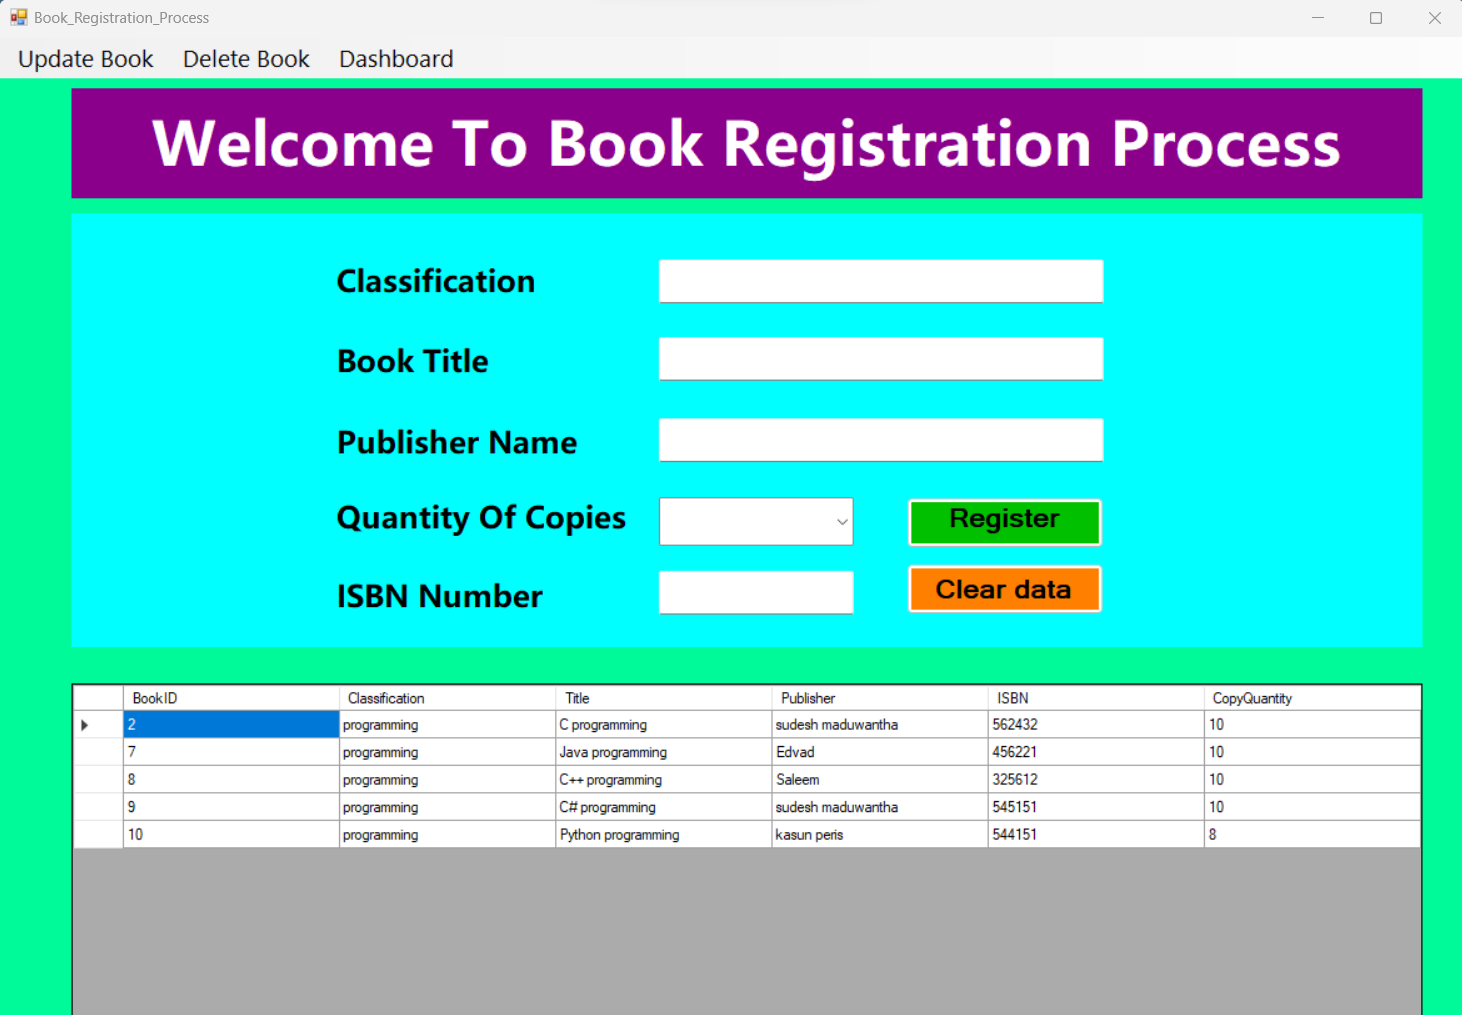 Book_Registration_Process
Update Book Delete Book Dashboard
Welcome To Book Registration Process
Classification
Book Title
Publisher Name
Quantity Of Copies Register
ISBN Number Clear data
BookID Classification Title Publisher ISBN CopyQuantity
2 programming C programming sudesh maduwantha 562432 10
7 programming Java programming Edvad 456221 10
8 programming C++ programming Saleem 325612 10
9 programming C# programming sudesh maduwantha 545151 10
10 programming Python programming kasun peris 544151 8